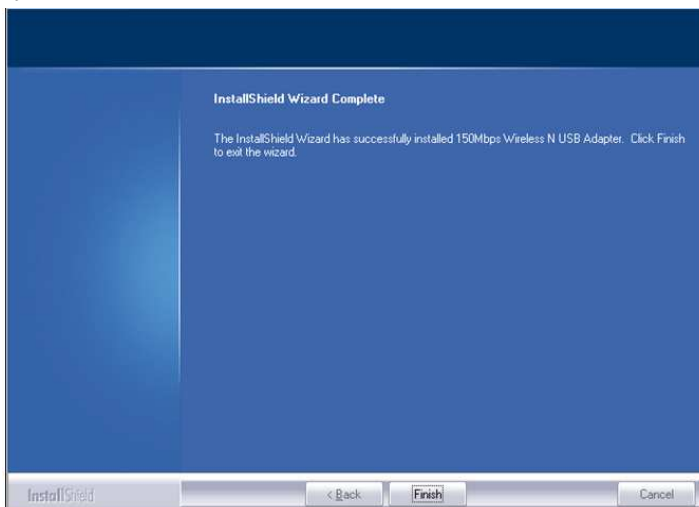 InstallShield Wizard Complete
The InstallShield Wizard has successfully installed 150Mbps Wireless N USB Adapter. Click Finish
to exit the wizard.
InstallShield
< Back
Finish
Cancel